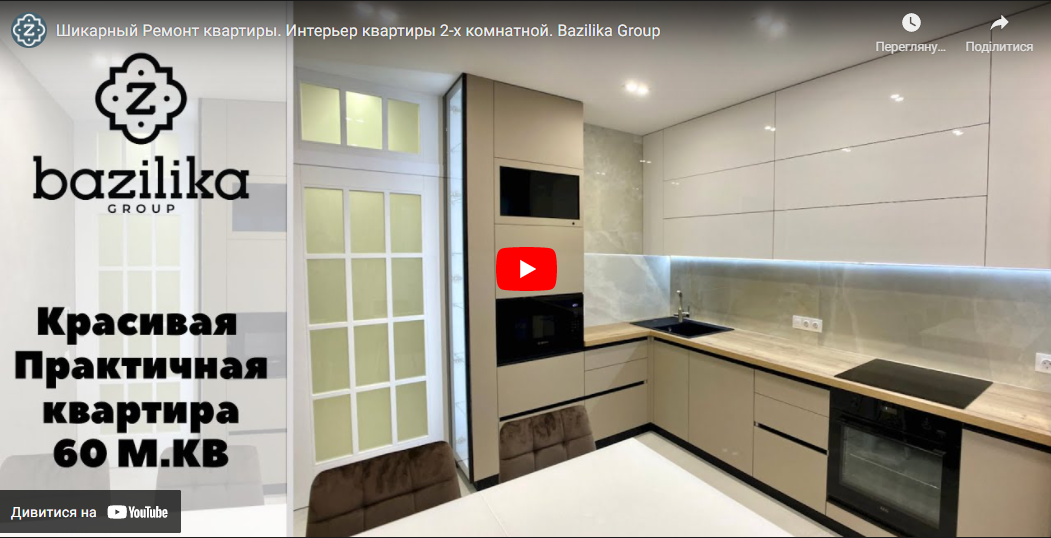 Шикарный Ремонт квартиры. Интерьер квартиры 2-х комнатной. Bazilika Group
Перегляну...
Поділитися
Z
bazilika
GROUP
Красивая
Практичная
квартира
60 М.КВ
Дивитися на YouTube